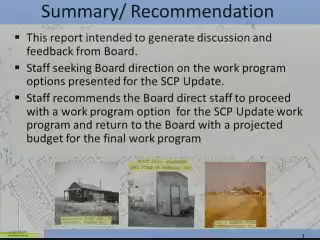 Summary/ Recommendation
▪ This report intended to generate discussion and
feedback from Board.
▪ Staff seeking Board direction on the work program
options presented for the SCP Update.
▪ Staff recommends the Board direct staff to proceed
with a work program option  for the SCP Update work
program and return to the Board with a projected
budget for the final work program
1